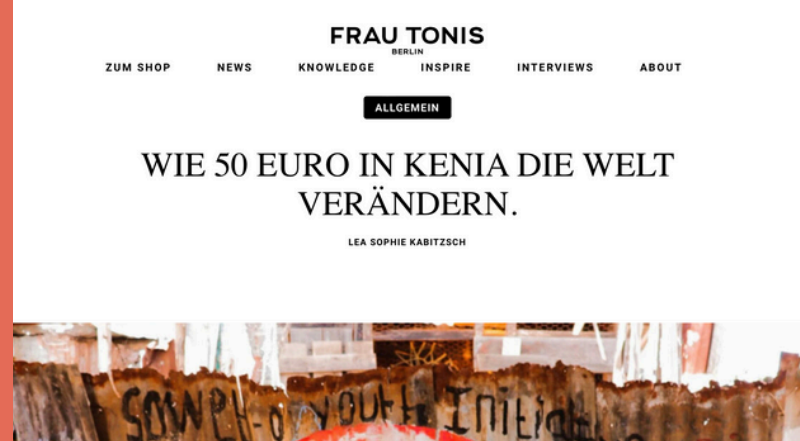 FRAU TONIS
BERLIN
ZUM SHOP NEWS KNOWLEDGE INSPIRE INTERVIEWS ABOUT
ALLGEMEIN
WIE 50 EURO IN KENIA DIE WELT
VERÄNDERN.
LEA SOPHIE KABITZSCH
youth